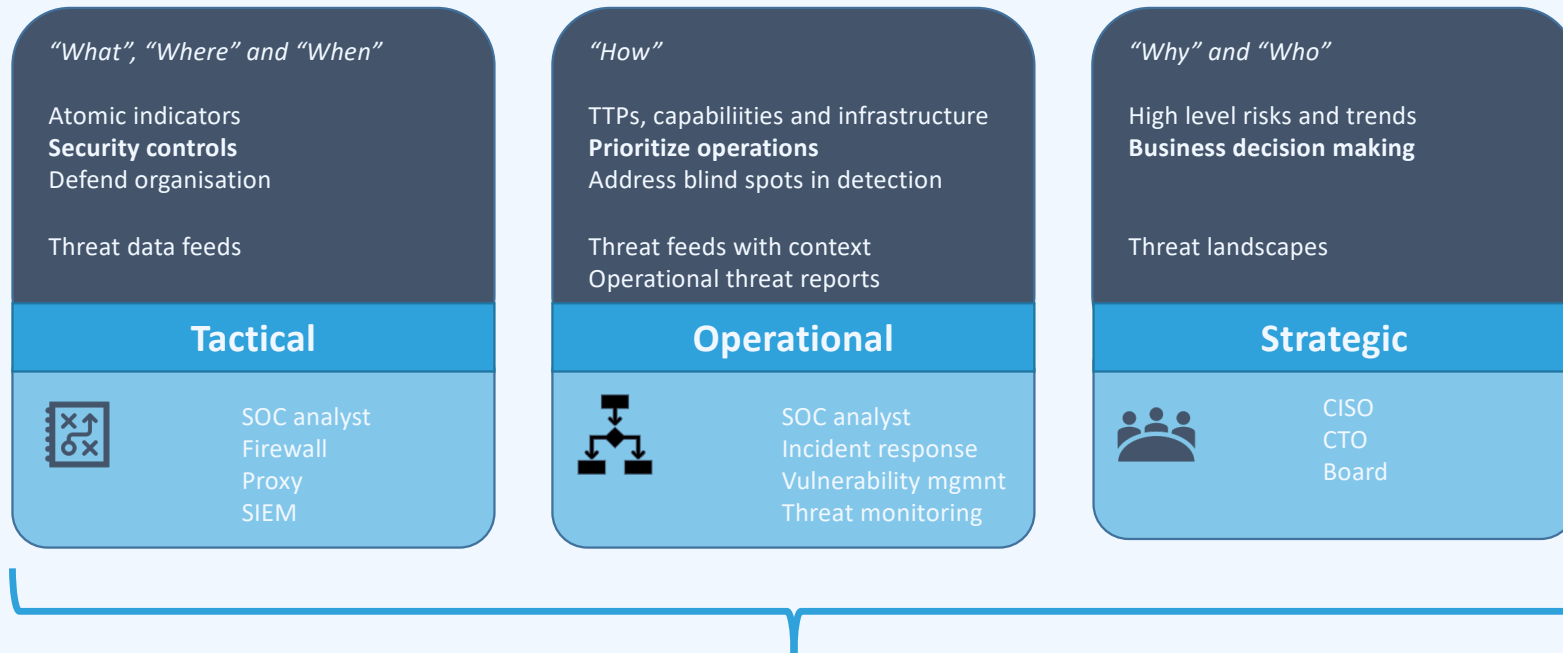 “What”, “Where” and “When”
Atomic indicators
Security controls
Defend organisation
Threat data feeds
Tactical
SOC analyst
Firewall
Proxy
SIEM
“How”
TTPs, capabiliities and infrastructure
Prioritize operations
Address blind spots in detection
Threat feeds with context
Operational threat reports
Operational
SOC analyst
Incident response
Vulnerability mgmnt
Threat monitoring
“Why” and “Who”
High level risks and trends
Business decision making
Threat landscapes
Strategic
CISO
CTO
Board